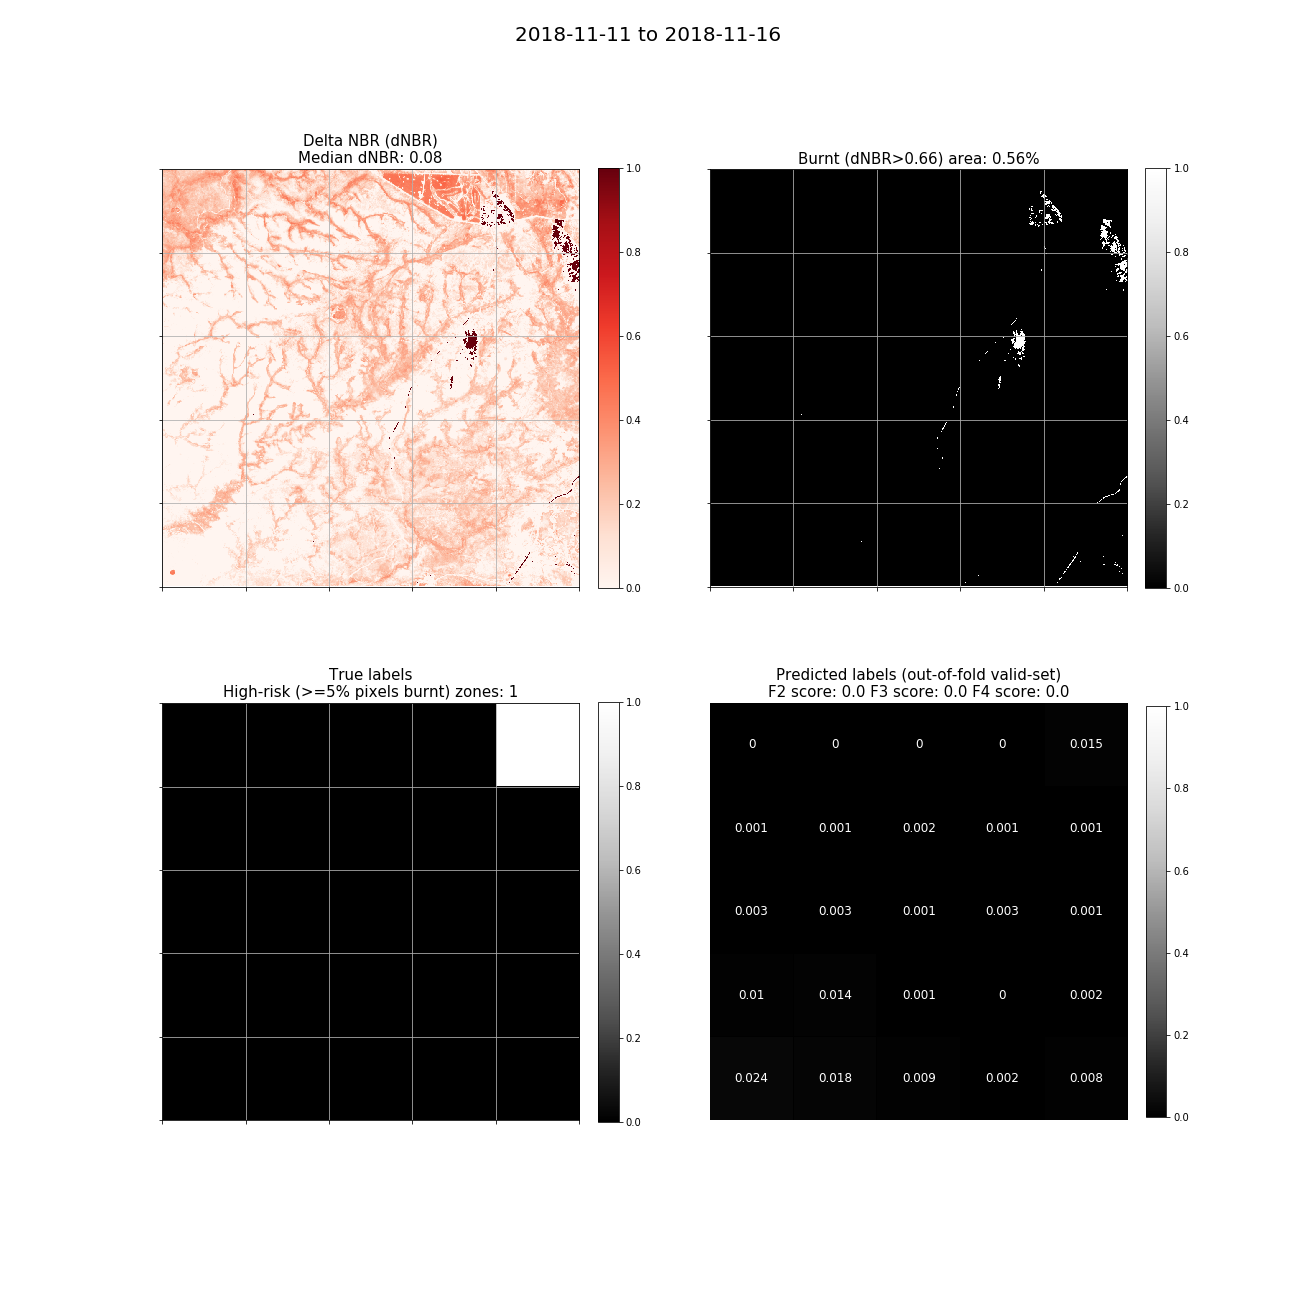 2018-11-11 to 2018-11-16
Delta NBR (dNBR)
Median dNBR: 0.08
1.0
0.8
0.6
0.4
0.2
0.0
Burnt (dNBR>0.66) area: 0.56%
1.0
0.8
0.6
0.4
0.2
0.0
True labels
High-risk (>=5% pixels burnt) zones: 1
1.0
0.8
0.6
0.4
0.2
0.0
Predicted labels (out-of-fold valid-set)
F2 score: 0.0 F3 score: 0.0 F4 score: 0.0
0 0 0 0 0.015
0.001 0.001 0.002 0.001 0.001
0.003 0.003 0.001 0.003 0.001
0.01 0.014 0.001 0 0.002
0.024 0.018 0.009 0.002 0.008
1.0
0.8
0.6
0.4
0.2
0.0